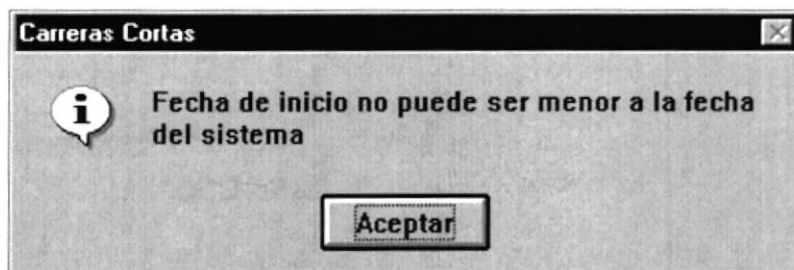 Carreras Cortas
Fecha de inicio no puede ser menor a la fecha
del sistema
Aceptar